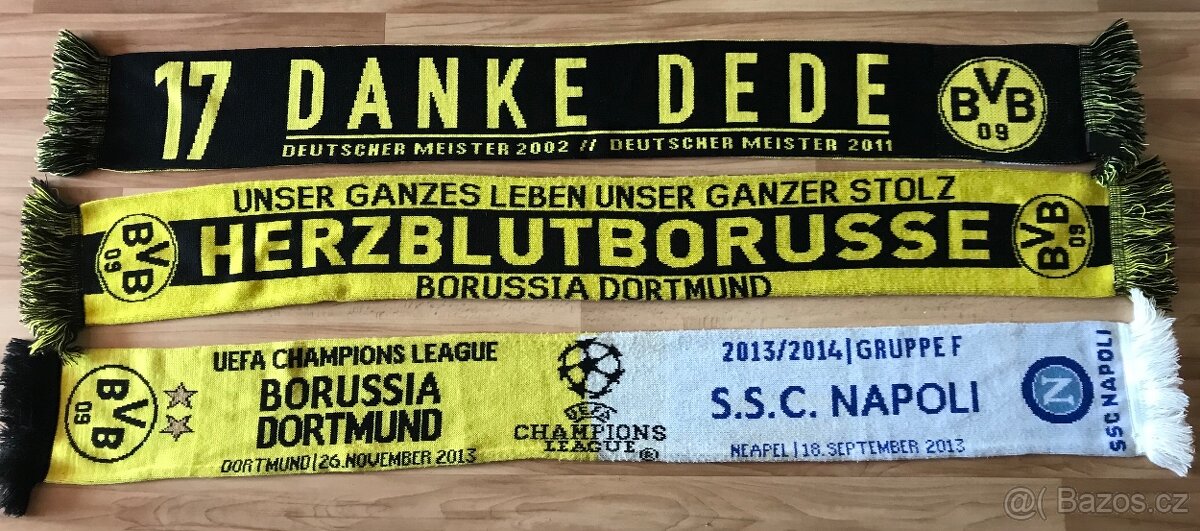 17 DANKE DEDE
DEUTSCHER MEISTER 2002 // DEUTSCHER MEISTER 2011
BVB
09
UNSER GANZES LEBEN UNSER GANZER STOLZ
BVB
09
HERZBLUTBORUSSE
BVB
09
BORUSSIA DORTMUND
BVB
09
UEFA CHAMPIONS LEAGUE
BORUSSIA
DORTMUND
DORTMUND|26.NOVEMBER 2013
UEFA
CHAMPIONS
LEAGUE®
2013/2014|GRUPPE F
S.S.C. NAPOLI
NEAPEL|18.SEPTEMBER 2013
N
SSC NAPOLI
Bazos.cz